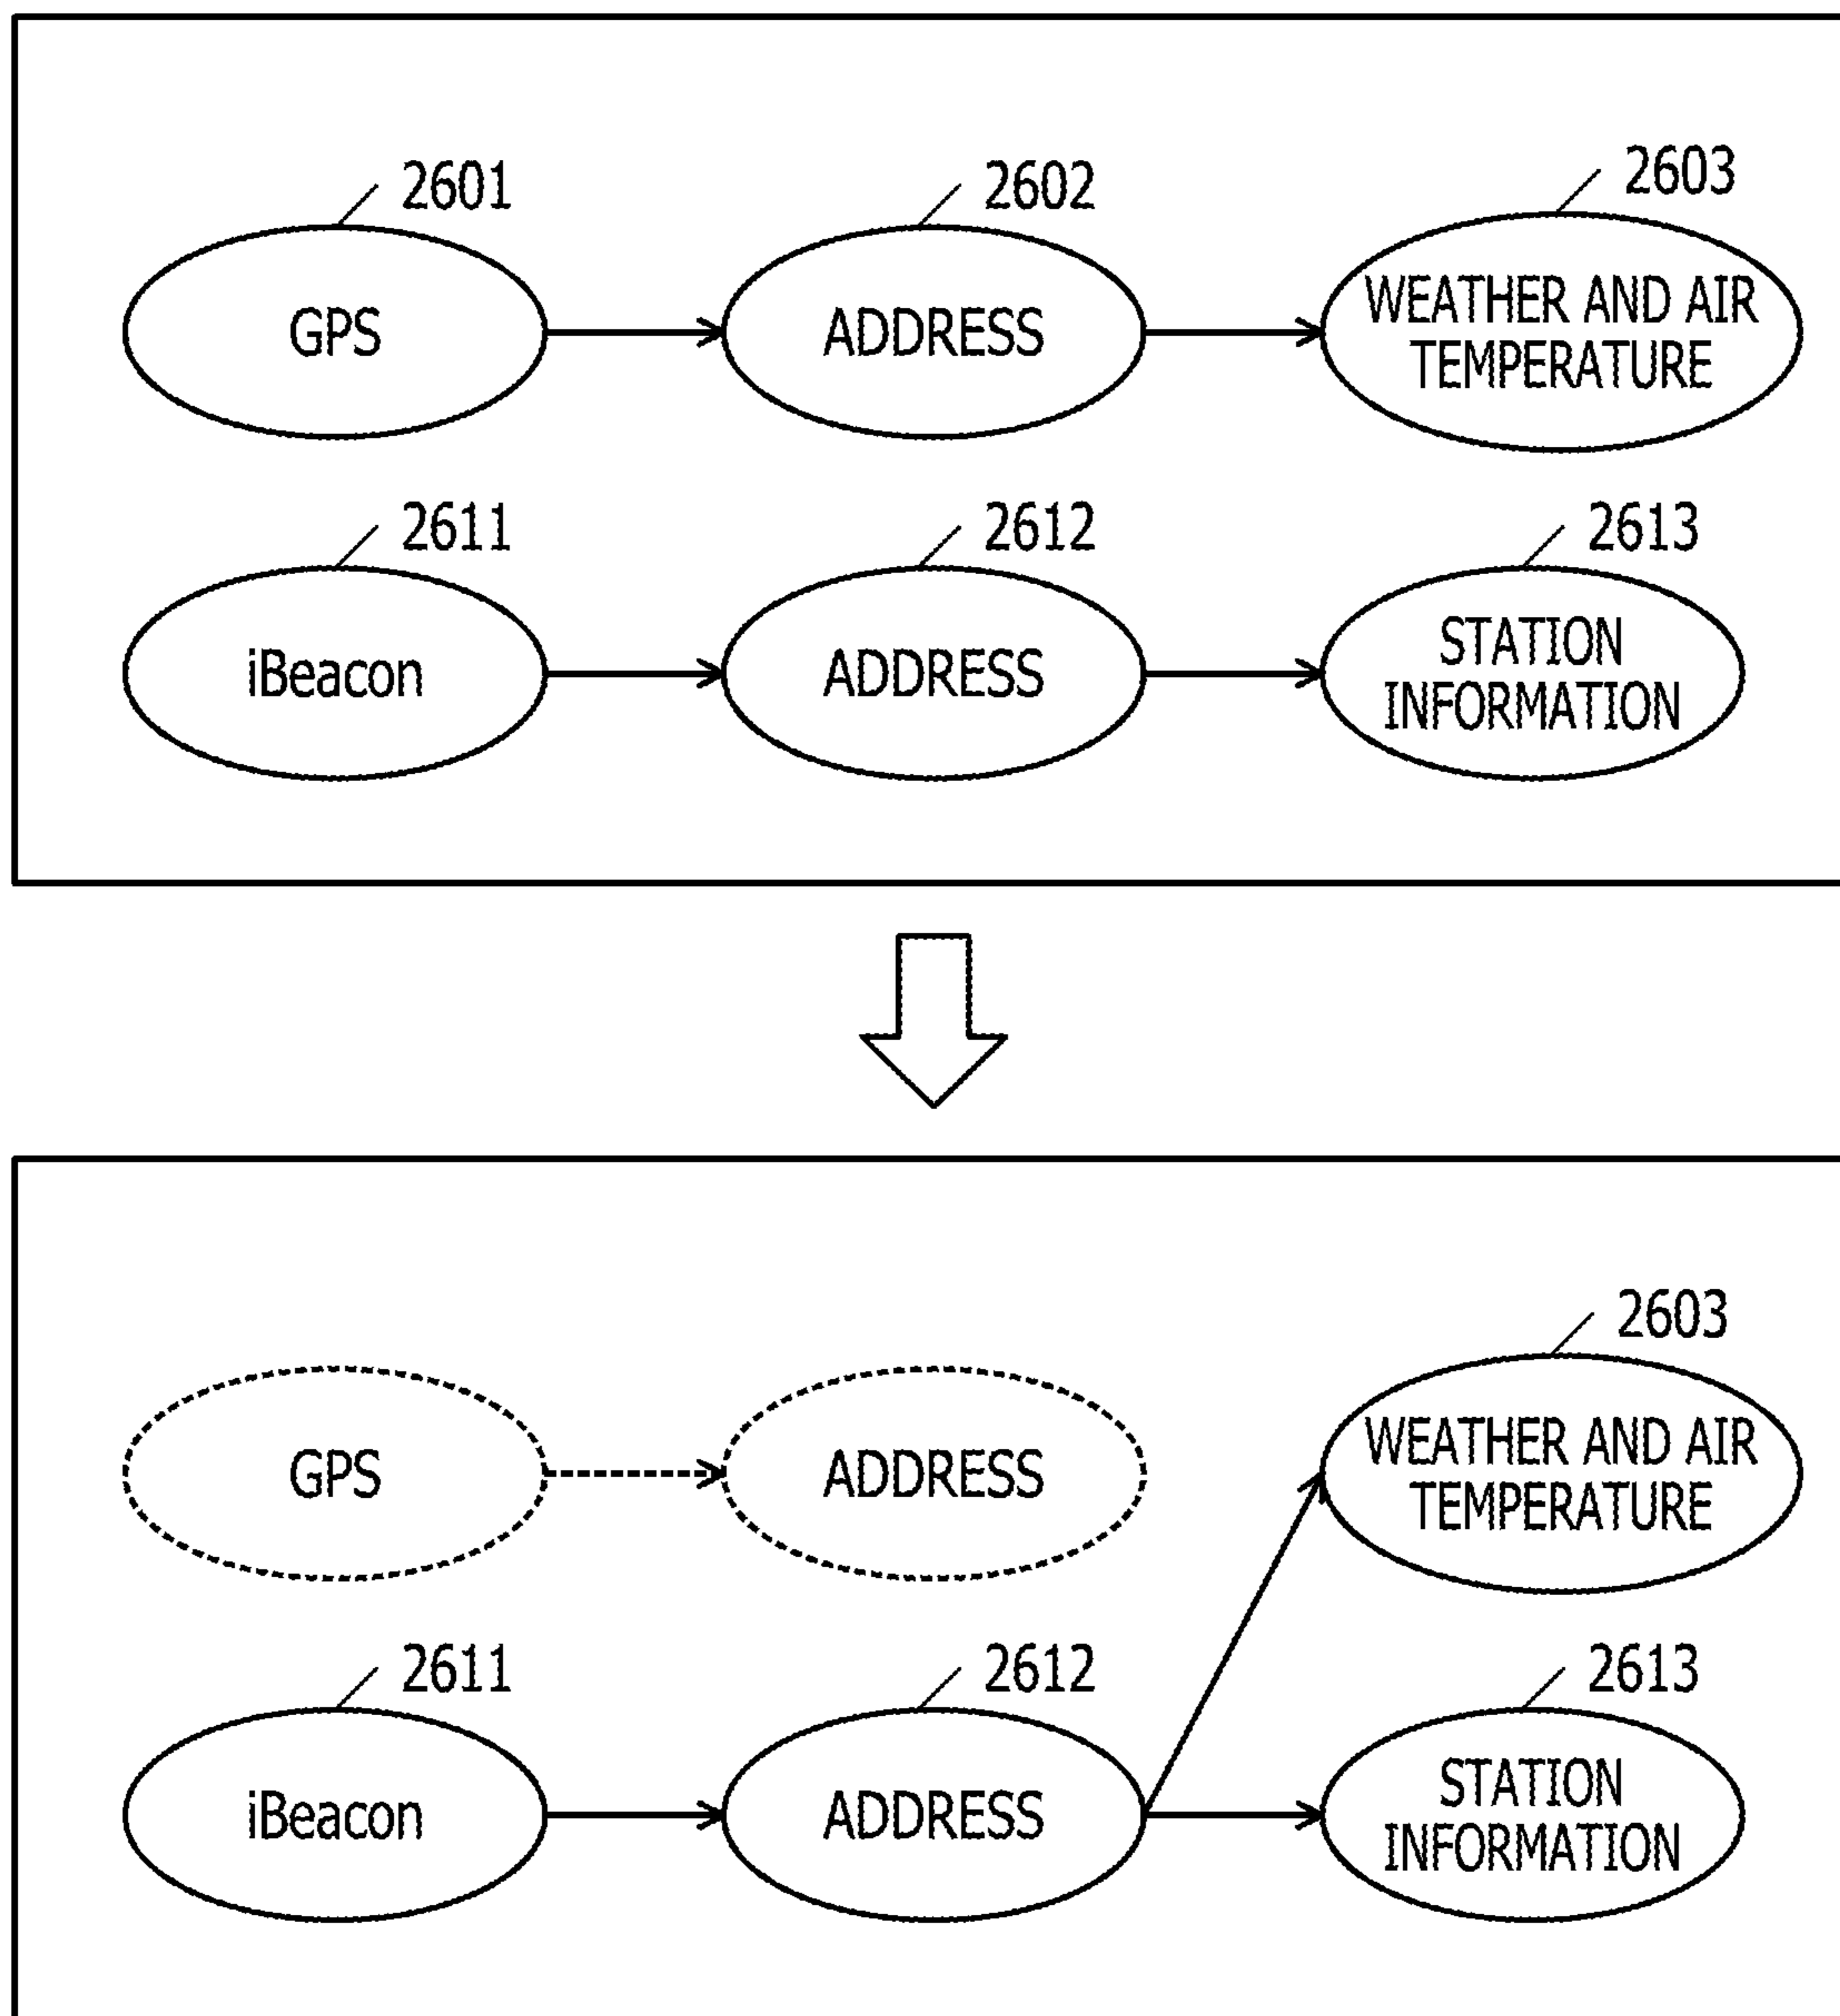 2601
2602
2603
GPS
ADDRESS
WEATHER AND AIR
TEMPERATURE
2611
2612
2613
iBeacon
ADDRESS
STATION
INFORMATION
2603
GPS
ADDRESS
WEATHER AND AIR
TEMPERATURE
2611
2612
2613
iBeacon
ADDRESS
STATION
INFORMATION